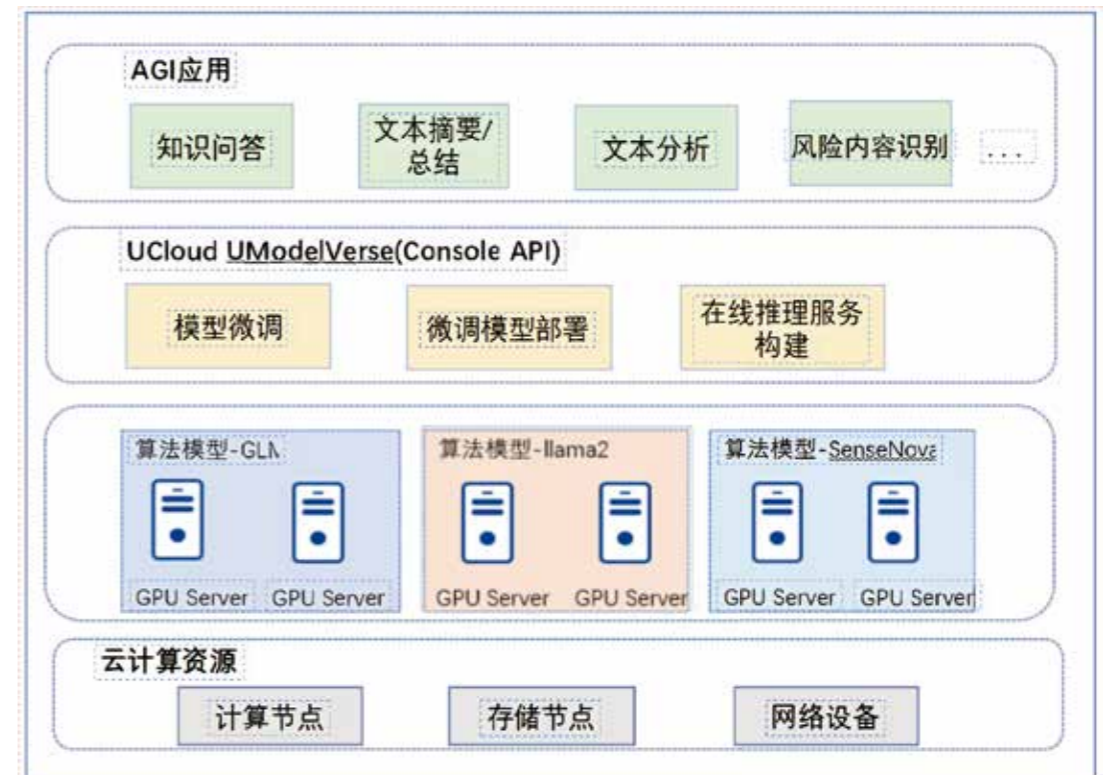 AGI应用
知识问答
文本摘要/
总结
文本分析
风险内容识别
...
UCloud UModelVerse(Console API)
模型微调
微调模型部署
在线推理服务
构建
算法模型-GLM
算法模型-llama2
算法模型-SenseNova
GPU Server
GPU Server
GPU Server
GPU Server
GPU Server
GPU Server
云计算资源
计算节点
存储节点
网络设备